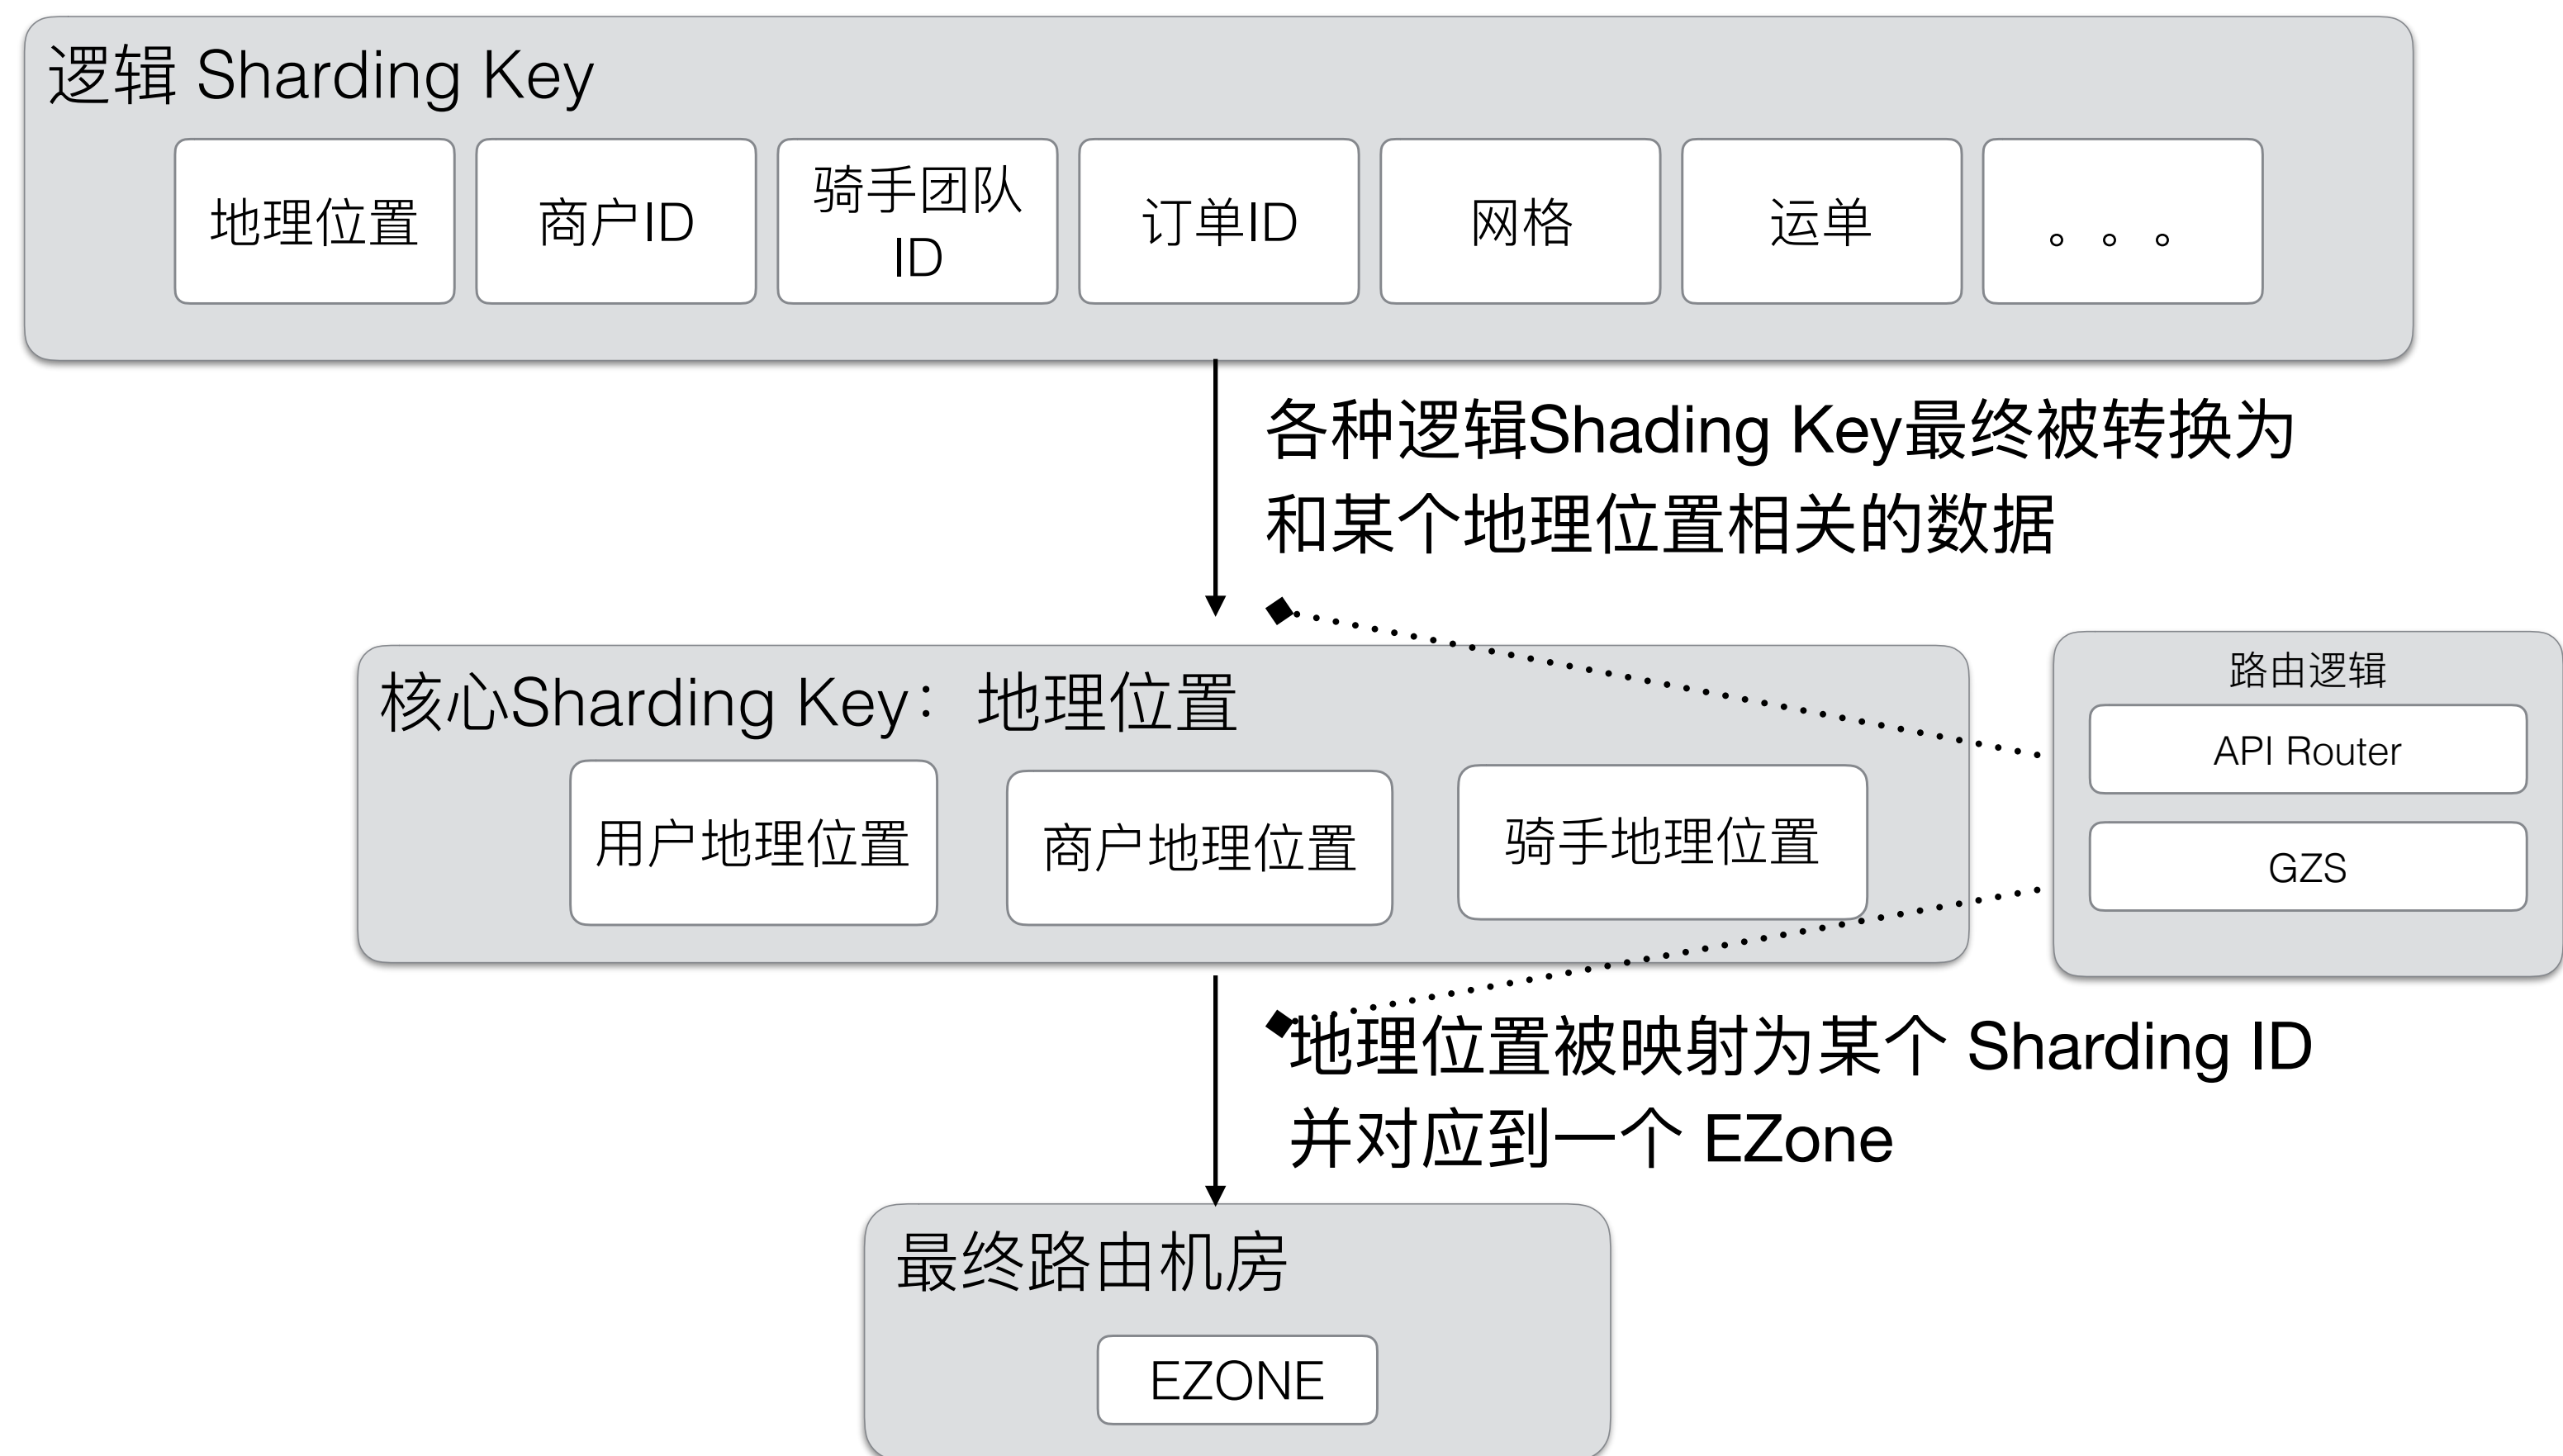 逻辑 Sharding Key
地理位置
商户ID
骑手团队
ID
订单ID
网格
运单
。。。
各种逻辑Shading Key最终被转换为
和某个地理位置相关的数据
核心Sharding Key：地理位置
用户地理位置
商户地理位置
骑手地理位置
路由逻辑
API Router
GZS
地理位置被映射为某个 Sharding ID
并对应到一个 EZone
最终路由机房
EZONE